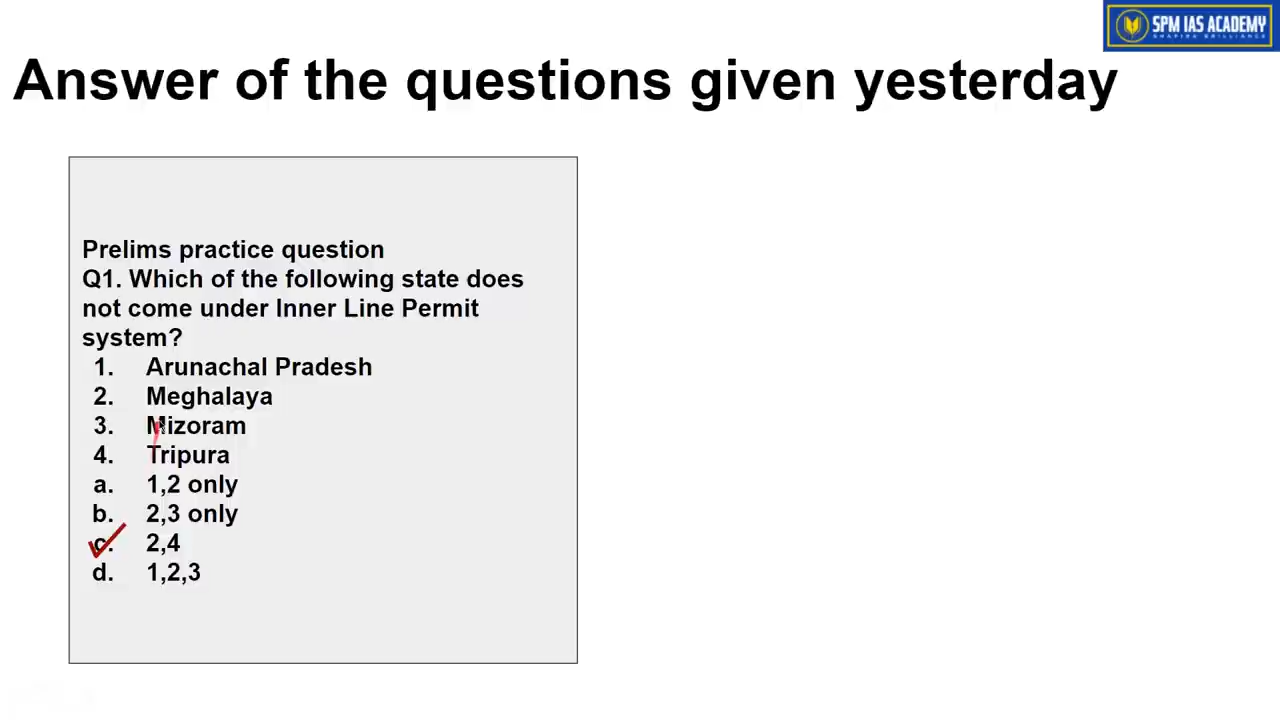 SPM IAS ACADEMY
SHAPING BRILLIANCE
Answer of the questions given yesterday
Prelims practice question
Q1. Which of the following state does
not come under Inner Line Permit
system?
1. Arunachal Pradesh
2. Meghalaya
3. Mizoram
4. Tripura
a. 1,2 only
b. 2,3 only
c. 2,4
d. 1,2,3